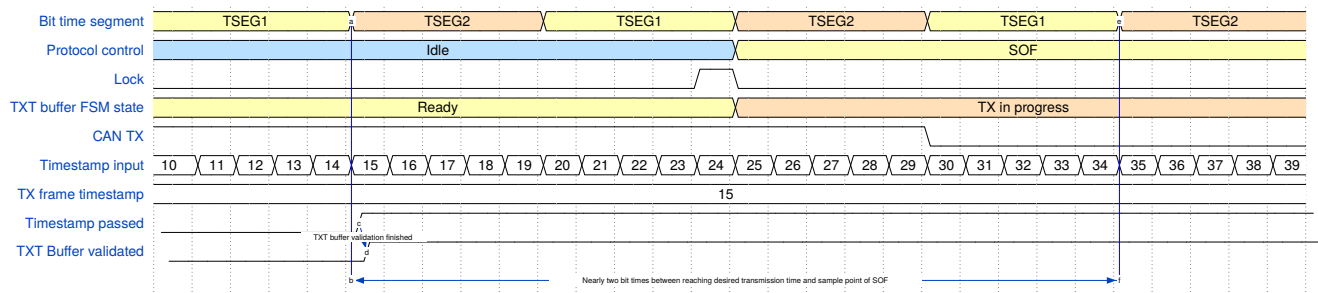 Bit time segment TSEG1 a TSEG2 TSEG1 TSEG2 TSEG1 e TSEG2
Protocol control Idle SOF
Lock
TXT buffer FSM state Ready TX in progress
CAN TX
Timestamp input 10 11 12 13 14 15 16 17 18 19 20 21 22 23 24 25 26 27 28 29 30 31 32 33 34 35 36 37 38 39
TX frame timestamp 15
Timestamp passed c
TXT buffer validation finished
TXT Buffer validated d
b Nearly two bit times between reaching desired transmission time and sample point of SOF f